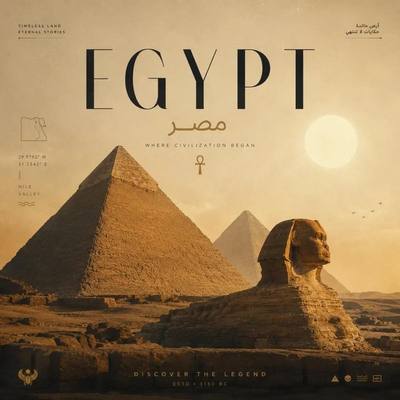 TIMELESS LAND
ETERNAL STORIES
أرض خالدة
حكايات لا تنتهي
EGYPT
مصر
WHERE CIVILIZATION BEGAN
NILE
VALLEY
DISCOVER THE LEGEND